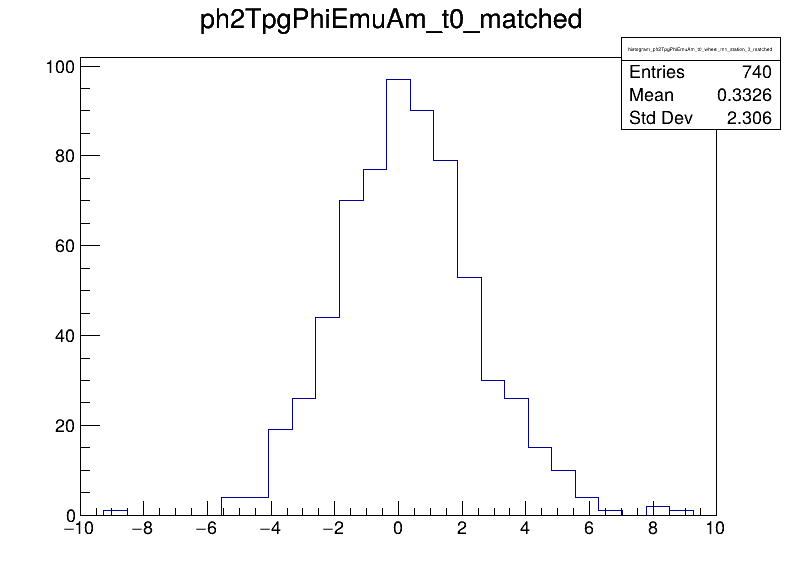 ph2TpgPhiEmuAm_t0_matched
histogram_ph2TpgPhiEmuAm_t0_wheel_m1_station_3_matched
Entries 740
Mean 0.3326
Std Dev 2.306
100
80
60
40
20
0
−10 −8 −6 −4 −2 0 2 4 6 8 10